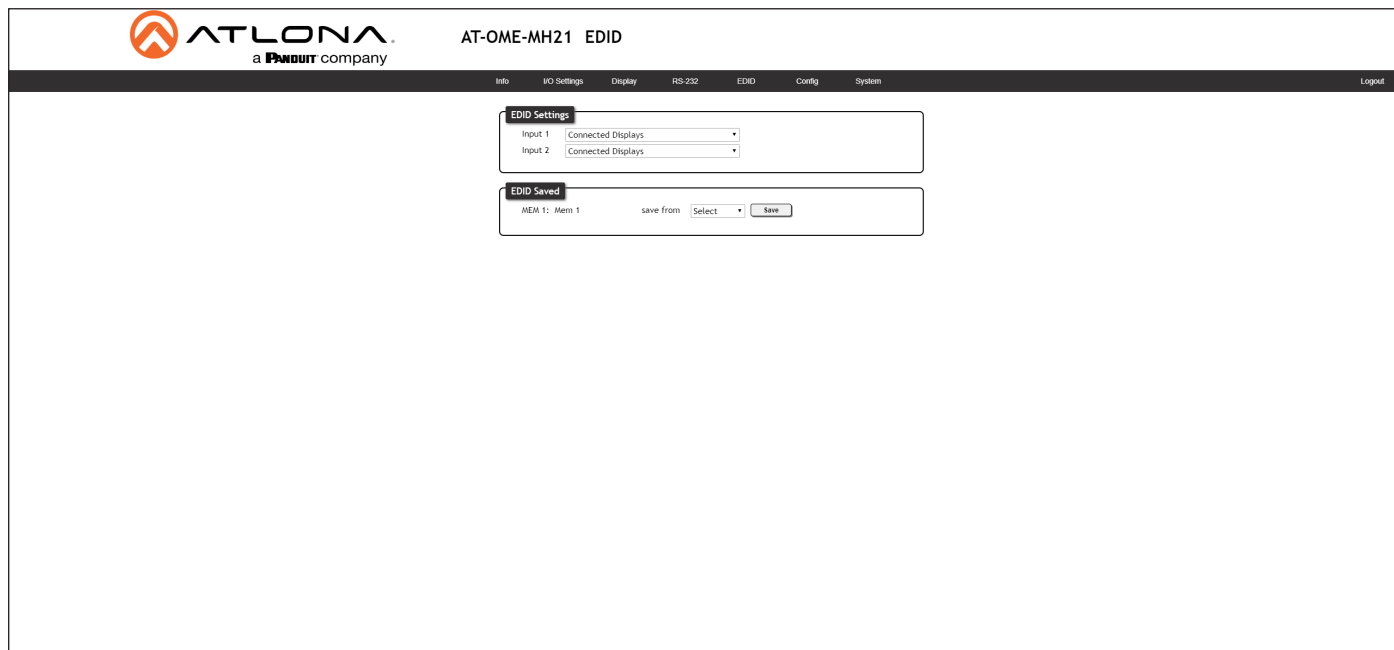 ATLONA.
a PANDUIT company
AT-OME-MH21 EDID
Info I/O Settings Display RS-232 EDID Config System Logout
EDID Settings
Input 1 Connected Displays
Input 2 Connected Displays
EDID Saved
MEM 1: Mem 1 save from Select Save